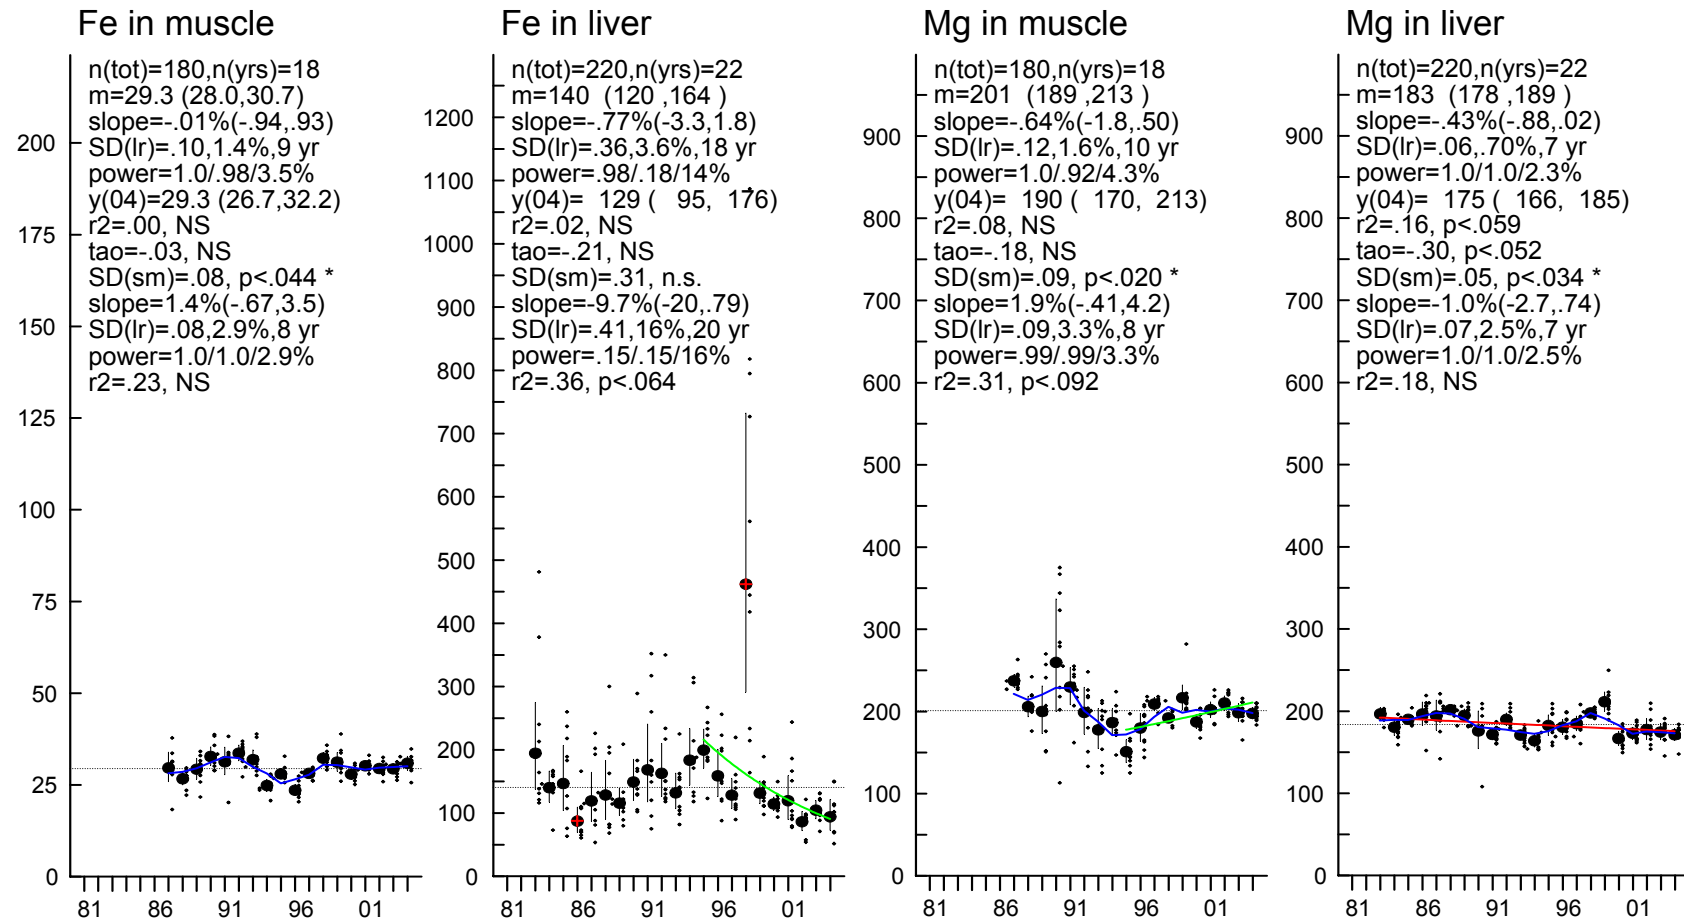 Fe in muscle
n(tot)=180,n(yrs)=18
m=29.3 (28.0,30.7)
slope=-.01%(-.94,.93)
SD(lr)=.10,1.4%,9 yr
power=1.0/.98/3.5%
y(04)=29.3 (26.7,32.2)
r2=.00, NS
tao=-.03, NS
SD(sm)=.08, p<.044 *
slope=1.4%(-.67,3.5)
SD(lr)=.08,2.9%,8 yr
power=1.0/1.0/2.9%
r2=.23, NS
200
175
150
125
100
75
50
25
0
81 86 91 96 01
Fe in liver
n(tot)=220,n(yrs)=22
m=140 (120 ,164 )
slope=-.77%(-3.3,1.8)
SD(lr)=.36,3.6%,18 yr
power=.98/.18/14%
y(04)= 129 ( 95, 176)
r2=.02, NS
tao=-.21, NS
SD(sm)=.31, n.s.
slope=-9.7%(-20,.79)
SD(lr)=.41,16%,20 yr
power=.15/.15/16%
r2=.36, p<.064
1200
1100
1000
900
800
700
600
500
400
300
200
100
0
81 86 91 96 01
Mg in muscle
n(tot)=180,n(yrs)=18
m=201 (189 ,213 )
slope=-.64%(-1.8,.50)
SD(lr)=.12,1.6%,10 yr
power=1.0/.92/4.3%
y(04)= 190 ( 170, 213)
r2=.08, NS
tao=-.18, NS
SD(sm)=.09, p<.020 *
slope=1.9%(-.41,4.2)
SD(lr)=.09,3.3%,8 yr
power=.99/.99/3.3%
r2=.31, p<.092
900
800
700
600
500
400
300
200
100
0
81 86 91 96 01
Mg in liver
n(tot)=220,n(yrs)=22
m=183 (178 ,189 )
slope=-.43%(-.88,.02)
SD(lr)=.06,.70%,7 yr
power=1.0/1.0/2.3%
y(04)= 175 ( 166, 185)
r2=.16, p<.059
tao=-.30, p<.052
SD(sm)=.05, p<.034 *
slope=-1.0%(-2.7,.74)
SD(lr)=.07,2.5%,7 yr
power=1.0/1.0/2.5%
r2=.18, NS
900
800
700
600
500
400
300
200
100
0
81 86 91 96 01